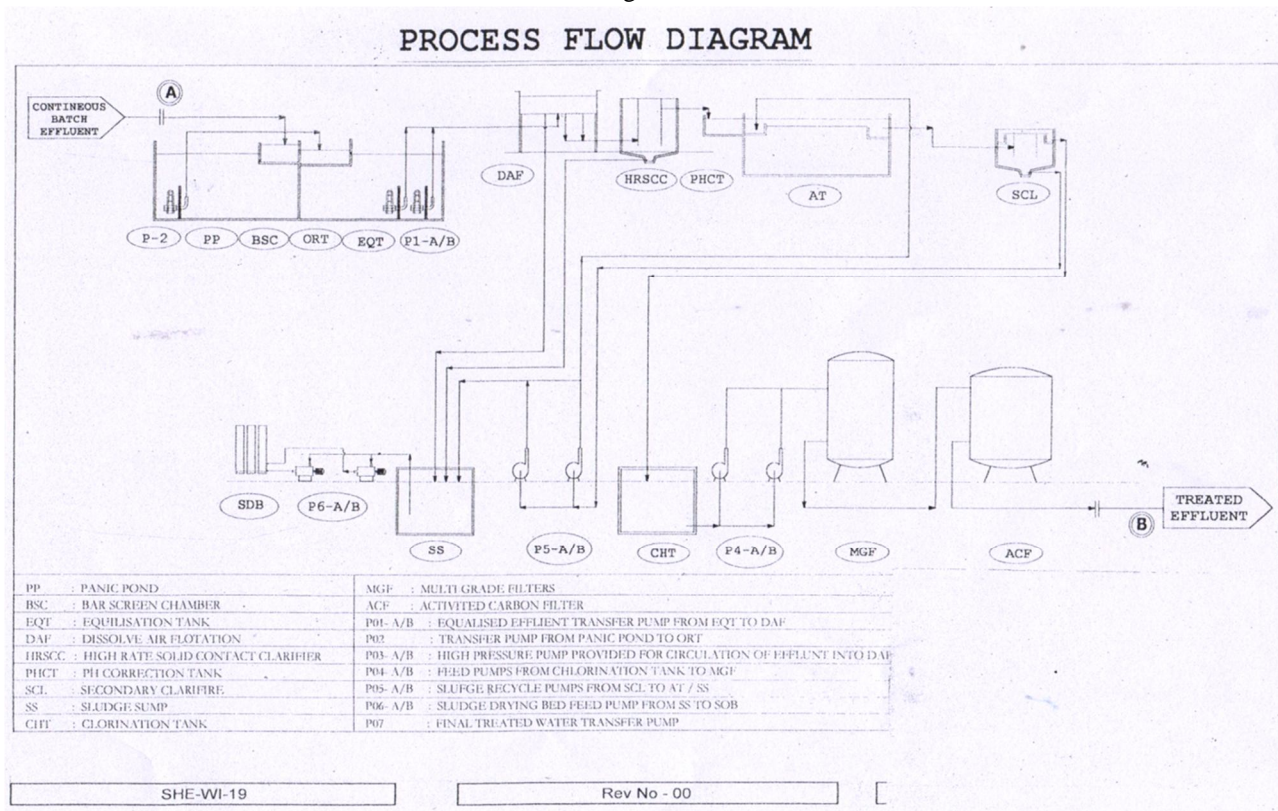 PROCESS FLOW DIAGRAM
CONTINEOUS
BATCH
EFFLUENT
A
DAF
HRSCC
PHCT
AT
SCL
P-2
PP
BSC
ORT
EQT
P1-A/B
SDB
P6-A/B
SS
P5-A/B
CHT
P4-A/B
MGF
ACF
B
TREATED
EFFLUENT
PP : PANIC POND
BSC : BAR SCREEN CHAMBER
EQT : EQUILISATION TANK
DAF : DISSOLVE AIR FLOTATION
HRSCC : HIGH RATE SOLID CONTACT CLARIFIER
PHCT : PH CORRECTION TANK
SCL : SECONDARY CLARIFIRE
SS : SLUDGE SUMP
CHT : CLORINATION TANK
MGF : MULTI GRADE FILTERS
ACF : ACTIVITED CARBON FILTER
P01- A/B : EQUALISED EFFLIENT TRANSFER PUMP FROM EQT TO DAF
P02 : TRANSFER PUMP FROM PANIC POND TO ORT
P03- A/B : HIGH PRESSURE PUMP PROVIDED FOR CIRCULATION OF EFFLUNT INTO DAF
P04- A/B : FEED PUMPS FROM CHLORINATION TANK TO MGF
P05- A/B : SLUFGE RECYCLE PUMPS FROM SCL TO AT / SS
P06- A/B : SLUDGE DRYING BED FEED PUMP FROM SS TO SOB
P07 : FINAL TREATED WATER TRANSFER PUMP
SHE-WI-19
Rev No - 00